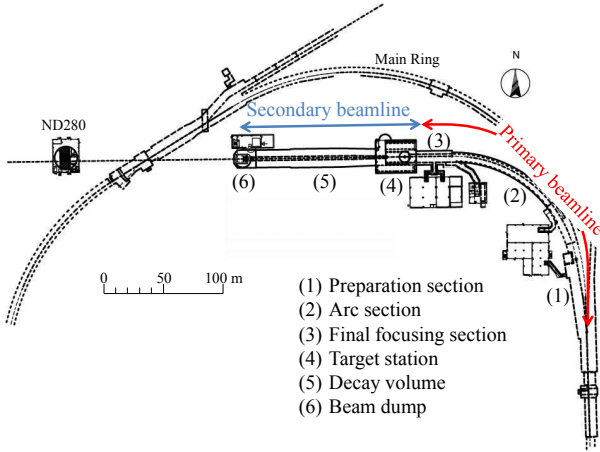 Main Ring
N
ND280
Secondary beamline
Primary beamline
(3)
(6)
(5)
(4)
(2)
(1)
0 50 100 m
(1) Preparation section
(2) Arc section
(3) Final focusing section
(4) Target station
(5) Decay volume
(6) Beam dump